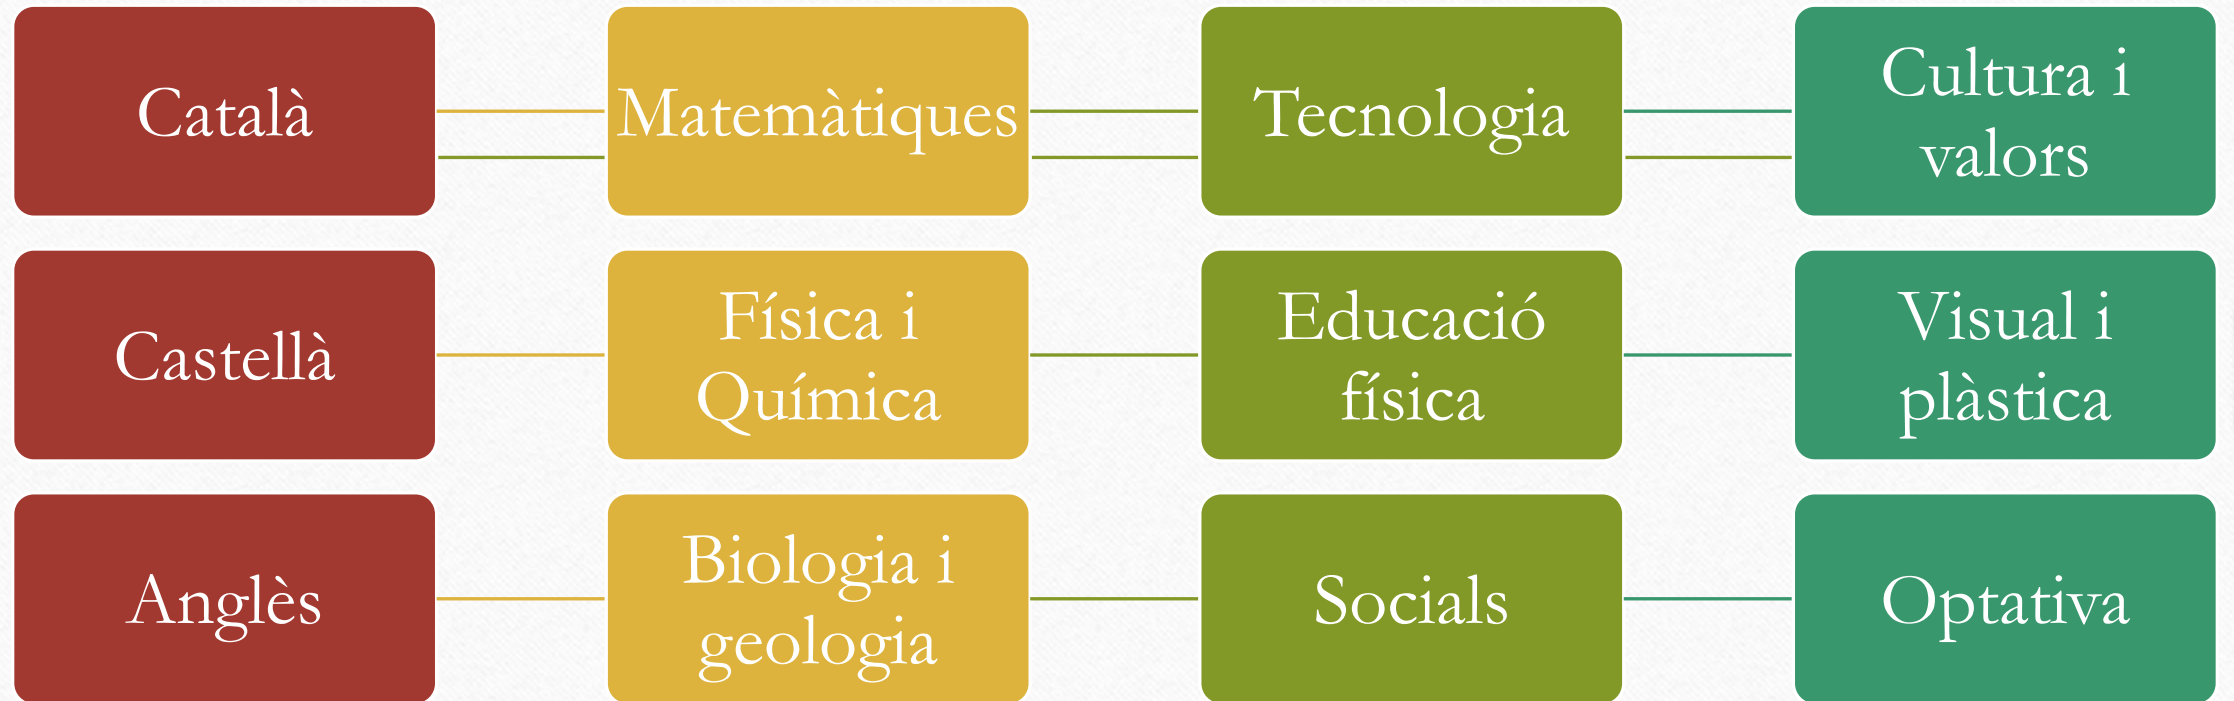 Català
Matemàtiques
Tecnologia
Cultura i
valors
Castellà
Física i
Química
Educació
física
Visual i
plàstica
Anglès
Biologia i
geologia
Socials
Optativa